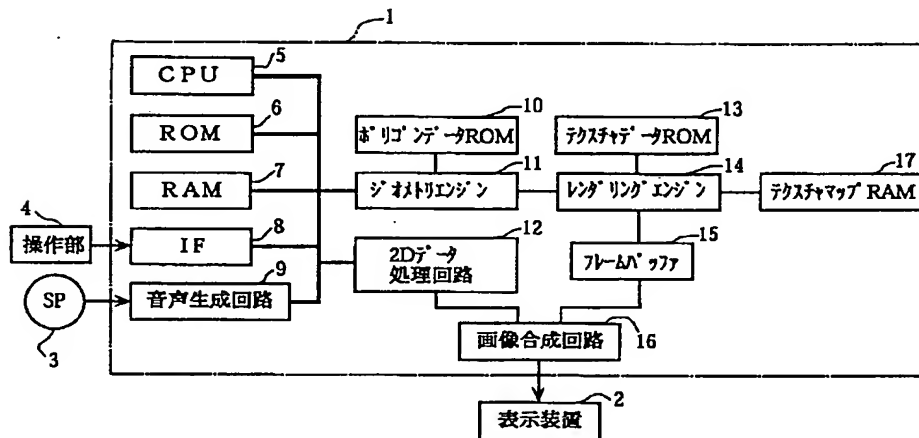 1
CPU
5
ROM
6
RAM
7
IF
8
音声生成回路
9
操作部
4
SP
3
ポリゴンデータROM
10
ジオメトリエンジン
11
2Dデータ
処理回路
12
テクスチャデータROM
13
レンダリングエンジン
14
テクスチャマップRAM
17
フレームバッファ
15
画像合成回路
16
表示装置
2